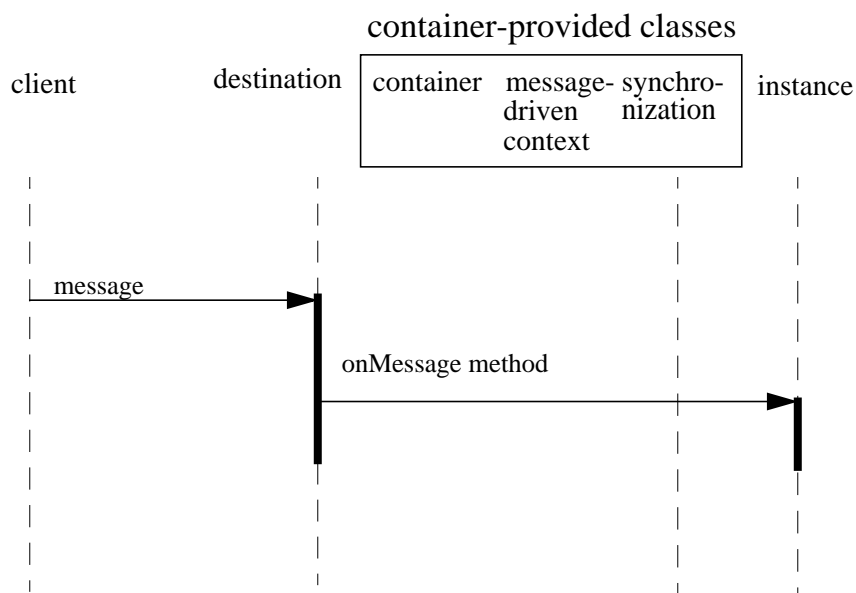 container-provided classes
client
destination
container
message-
driven
context
synchro-
nization
instance
message
onMessage method